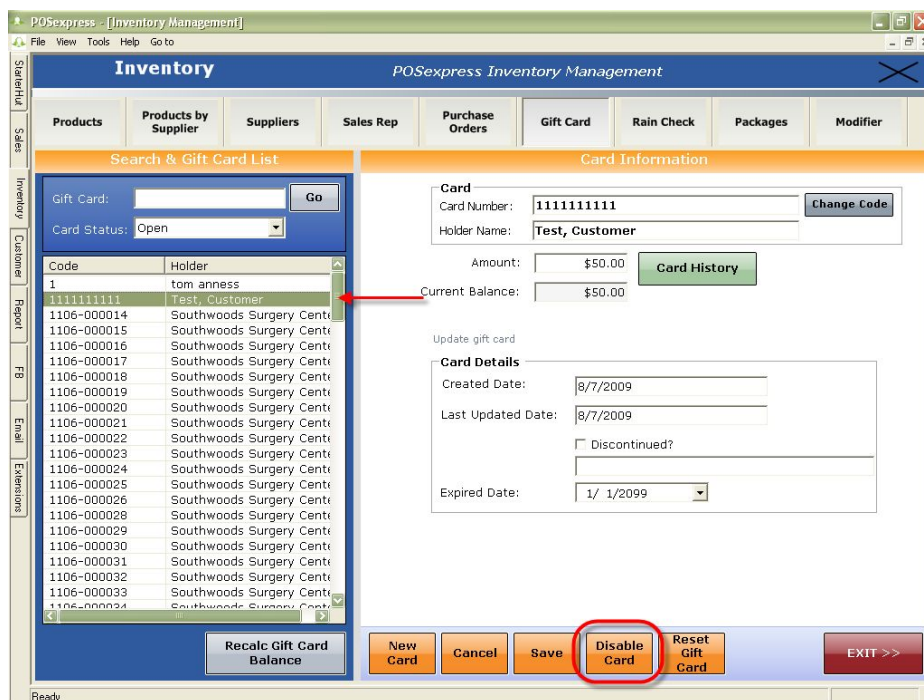 POSexpress - [Inventory Management]
File View Tools Help Go to
StarterHut
Sales
Inventory
Customer
Report
FB
Email
Extensions
Inventory
POSexpress Inventory Management
Products
Products by Supplier
Suppliers
Sales Rep
Purchase Orders
Gift Card
Rain Check
Packages
Modifier
Search & Gift Card List
Gift Card:
Go
Card Status: Open
Code Holder
1 tom anness
1111111111 Test, Customer
1106-000014 Southwoods Surgery Cente
1106-000015 Southwoods Surgery Cente
1106-000016 Southwoods Surgery Cente
1106-000017 Southwoods Surgery Cente
1106-000018 Southwoods Surgery Cente
1106-000019 Southwoods Surgery Cente
1106-000020 Southwoods Surgery Cente
1106-000021 Southwoods Surgery Cente
1106-000022 Southwoods Surgery Cente
1106-000023 Southwoods Surgery Cente
1106-000024 Southwoods Surgery Cente
1106-000025 Southwoods Surgery Cente
1106-000026 Southwoods Surgery Cente
1106-000028 Southwoods Surgery Cente
1106-000029 Southwoods Surgery Cente
1106-000030 Southwoods Surgery Cente
1106-000031 Southwoods Surgery Cente
1106-000032 Southwoods Surgery Cente
1106-000033 Southwoods Surgery Cente
1106-000034 Southwoods Surgery Cente
Recalc Gift Card
Balance
Card Information
Card
Card Number: 1111111111
Change Code
Holder Name: Test, Customer
Amount: $50.00
Card History
Current Balance: $50.00
Update gift card
Card Details
Created Date: 8/7/2009
Last Updated Date: 8/7/2009
Discontinued?
Expired Date: 1/ 1/2099
New
Card
Cancel
Save
Disable
Card
Reset
Gift
Card
EXIT >>
Ready